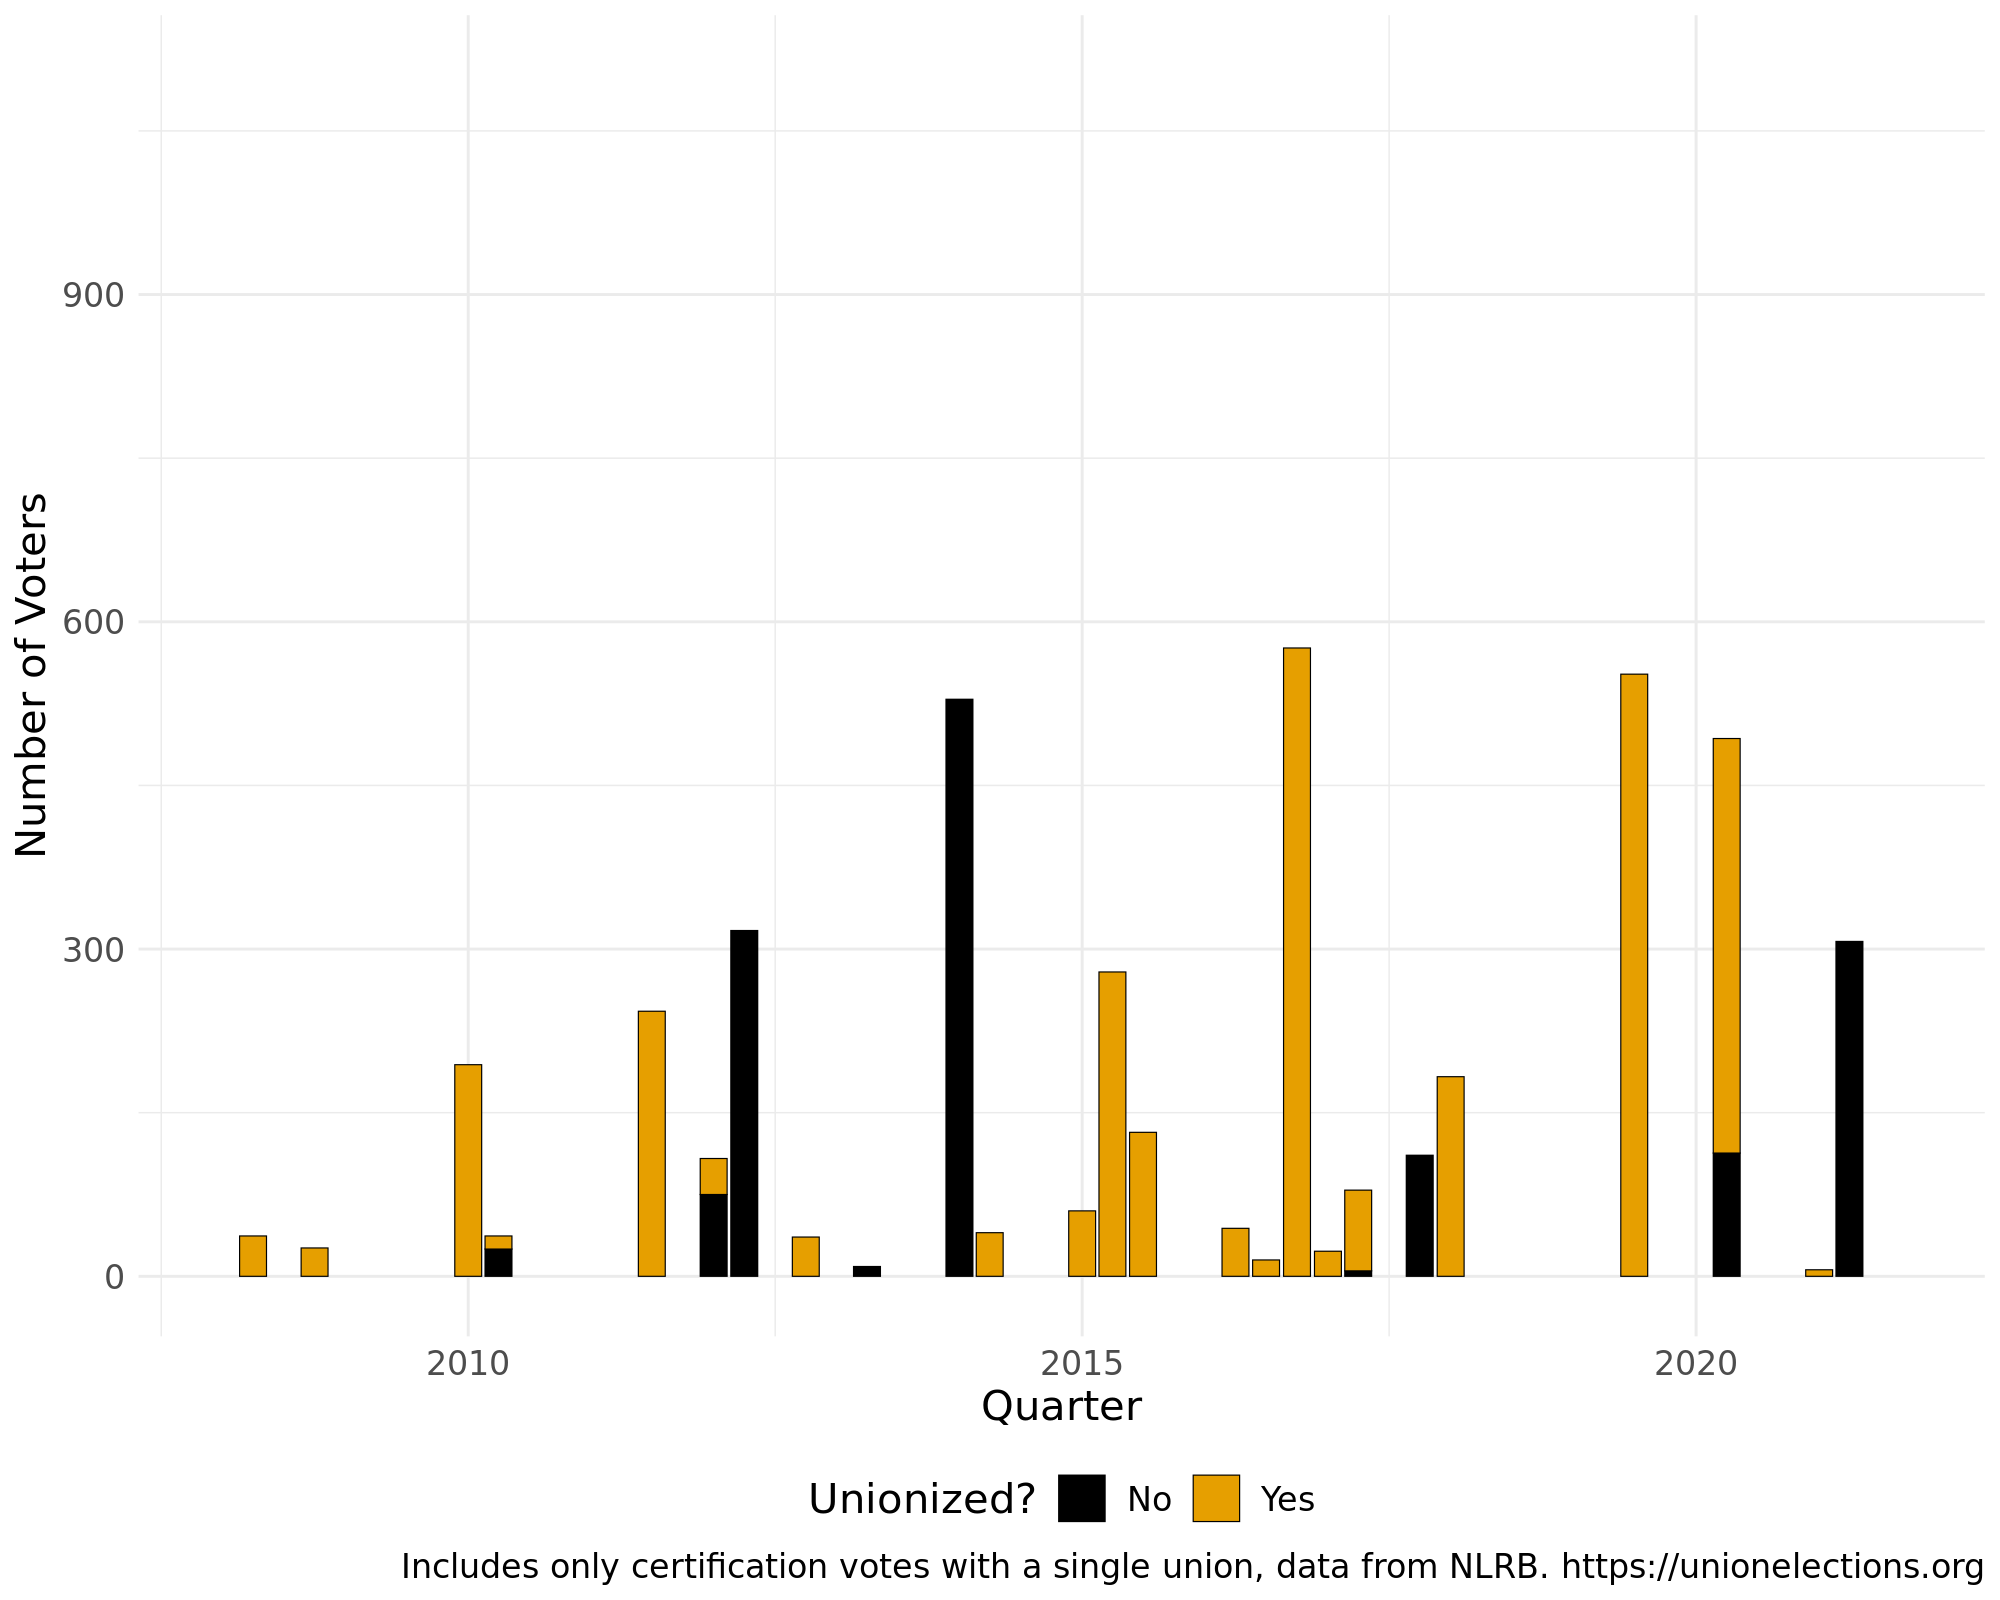 900
600
300
0
Number of Voters
2010 2015 2020
Quarter
Unionized? No Yes
Includes only certification votes with a single union, data from NLRB. https://unionelections.org